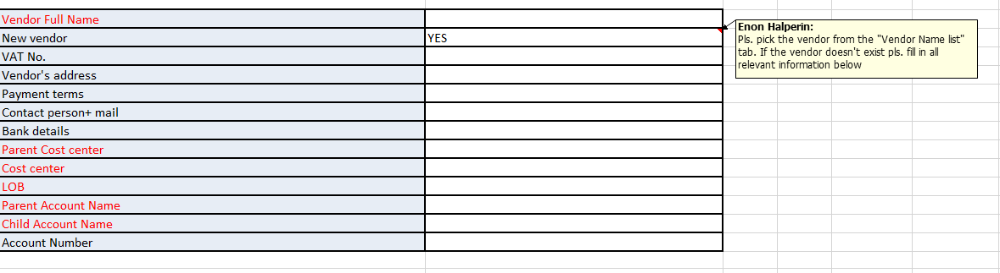 Vendor Full Name
New vendor YES
VAT No.
Vendor's address
Payment terms
Contact person+ mail
Bank details
Parent Cost center
Cost center
LOB
Parent Account Name
Child Account Name
Account Number
Enon Halperin:
Pls. pick the vendor from the "Vendor Name list"
tab. If the vendor doesn't exist pls. fill in all
relevant information below